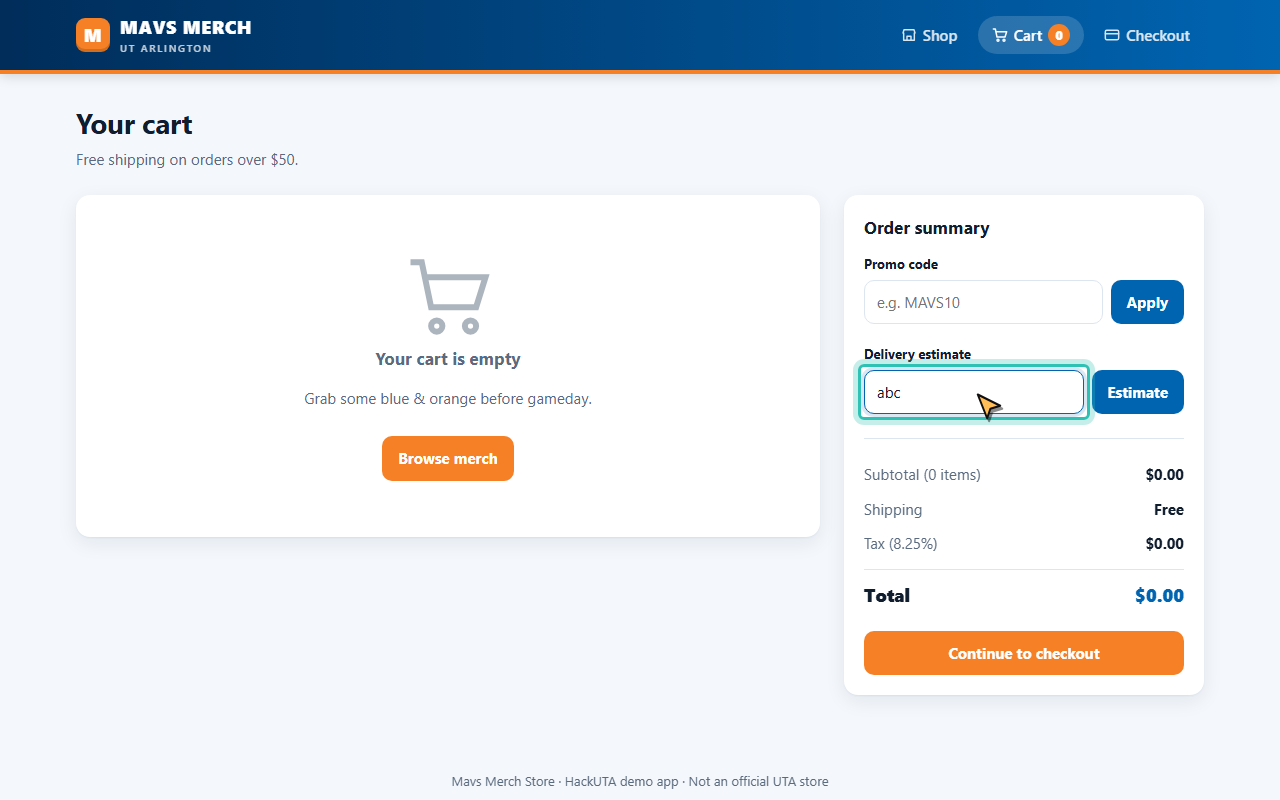 M
MAVS MERCH
UT ARLINGTON
Shop
Cart 0
Checkout
Your cart
Free shipping on orders over $50.
Your cart is empty
Grab some blue & orange before gameday.
Browse merch
Order summary
Promo code
e.g. MAVS10
Apply
Delivery estimate
abc
Estimate
Subtotal (0 items) $0.00
Shipping Free
Tax (8.25%) $0.00
Total $0.00
Continue to checkout
Mavs Merch Store · HackUTA demo app · Not an official UTA store